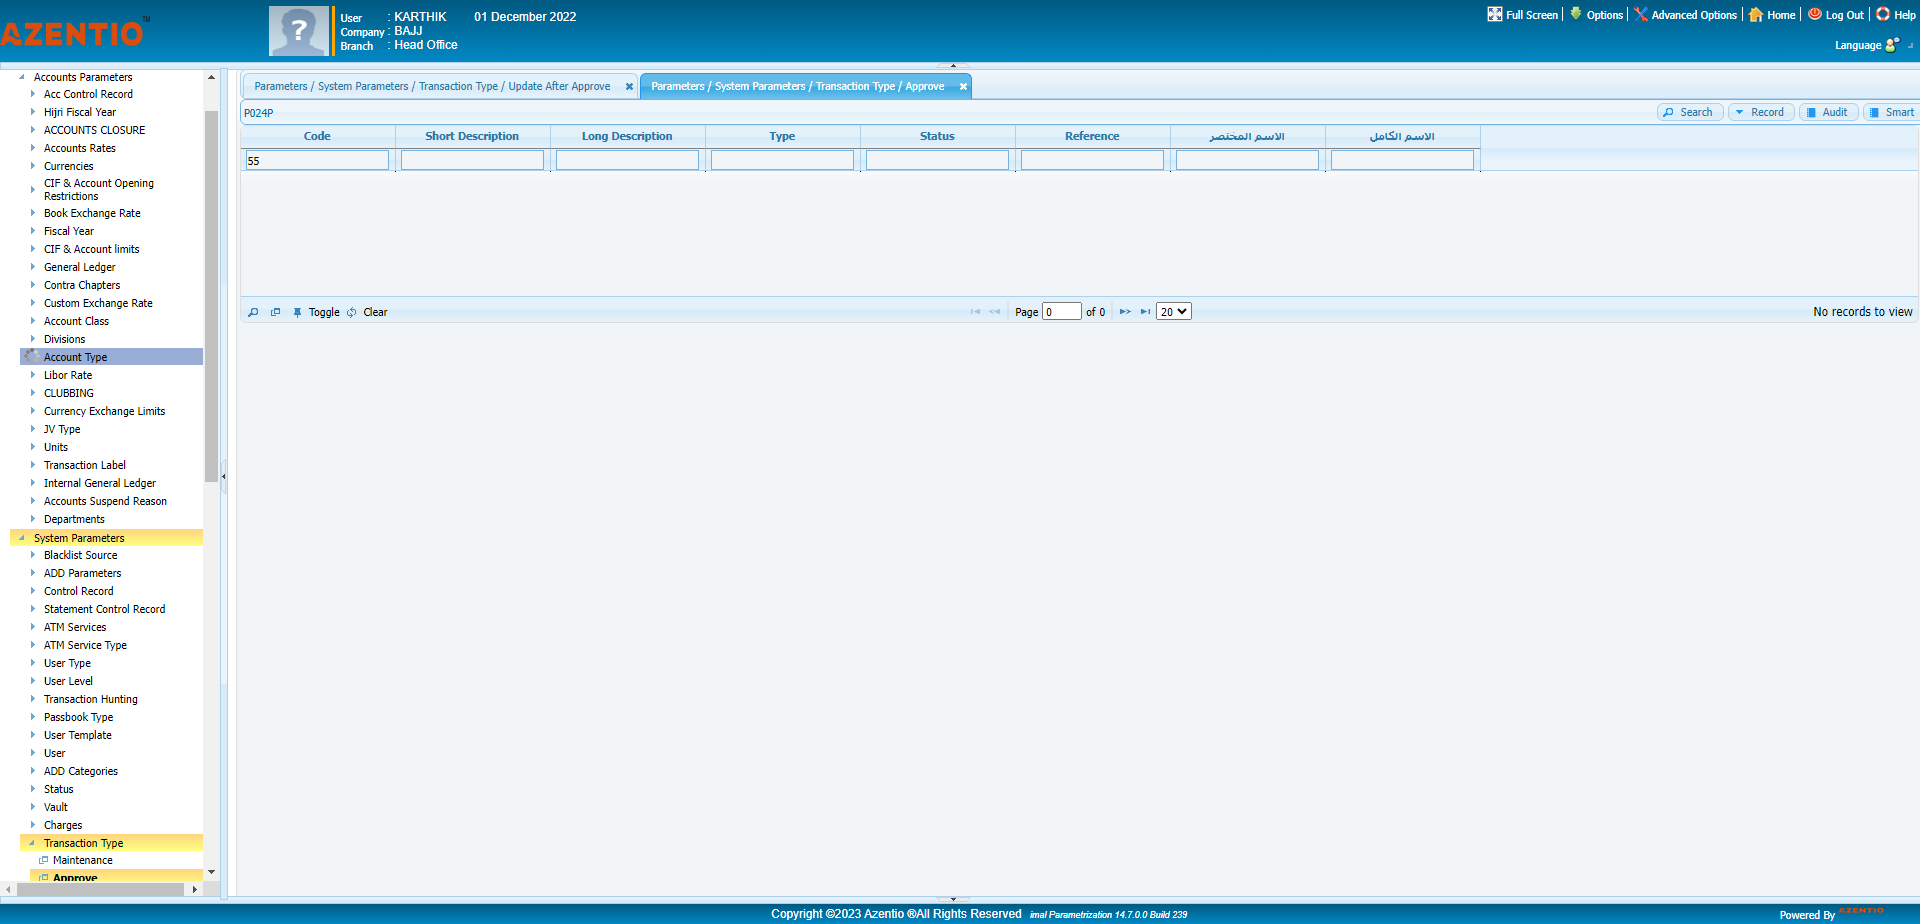 AZENTIO TM
User : KARTHIK 01 December 2022
Company : BAJJ
Branch : Head Office
Full Screen Options Advanced Options Home Log Out Help
Language
Accounts Parameters
Acc Control Record
Hijri Fiscal Year
ACCOUNTS CLOSURE
Accounts Rates
Currencies
CIF & Account Opening
Restrictions
Book Exchange Rate
Fiscal Year
CIF & Account limits
General Ledger
Contra Chapters
Custom Exchange Rate
Account Class
Divisions
Account Type
Libor Rate
CLUBBING
Currency Exchange Limits
JV Type
Units
Transaction Label
Internal General Ledger
Accounts Suspend Reason
Departments
System Parameters
Blacklist Source
ADD Parameters
Control Record
Statement Control Record
ATM Services
ATM Service Type
User Type
User Level
Transaction Hunting
Passbook Type
User Template
User
ADD Categories
Status
Vault
Charges
Transaction Type
Maintenance
Approve
Parameters / System Parameters / Transaction Type / Update After Approve
Parameters / System Parameters / Transaction Type / Approve
P024P
Search Record Audit Smart
Code Short Description Long Description Type Status Reference الاسم المختصر الاسم الكامل
55
Toggle Clear
Page 0 of 0 20
No records to view
Copyright ©2023 Azentio ®All Rights Reserved imal Parametrization 14.7.0.0 Build 239
Powered By AZENTIO